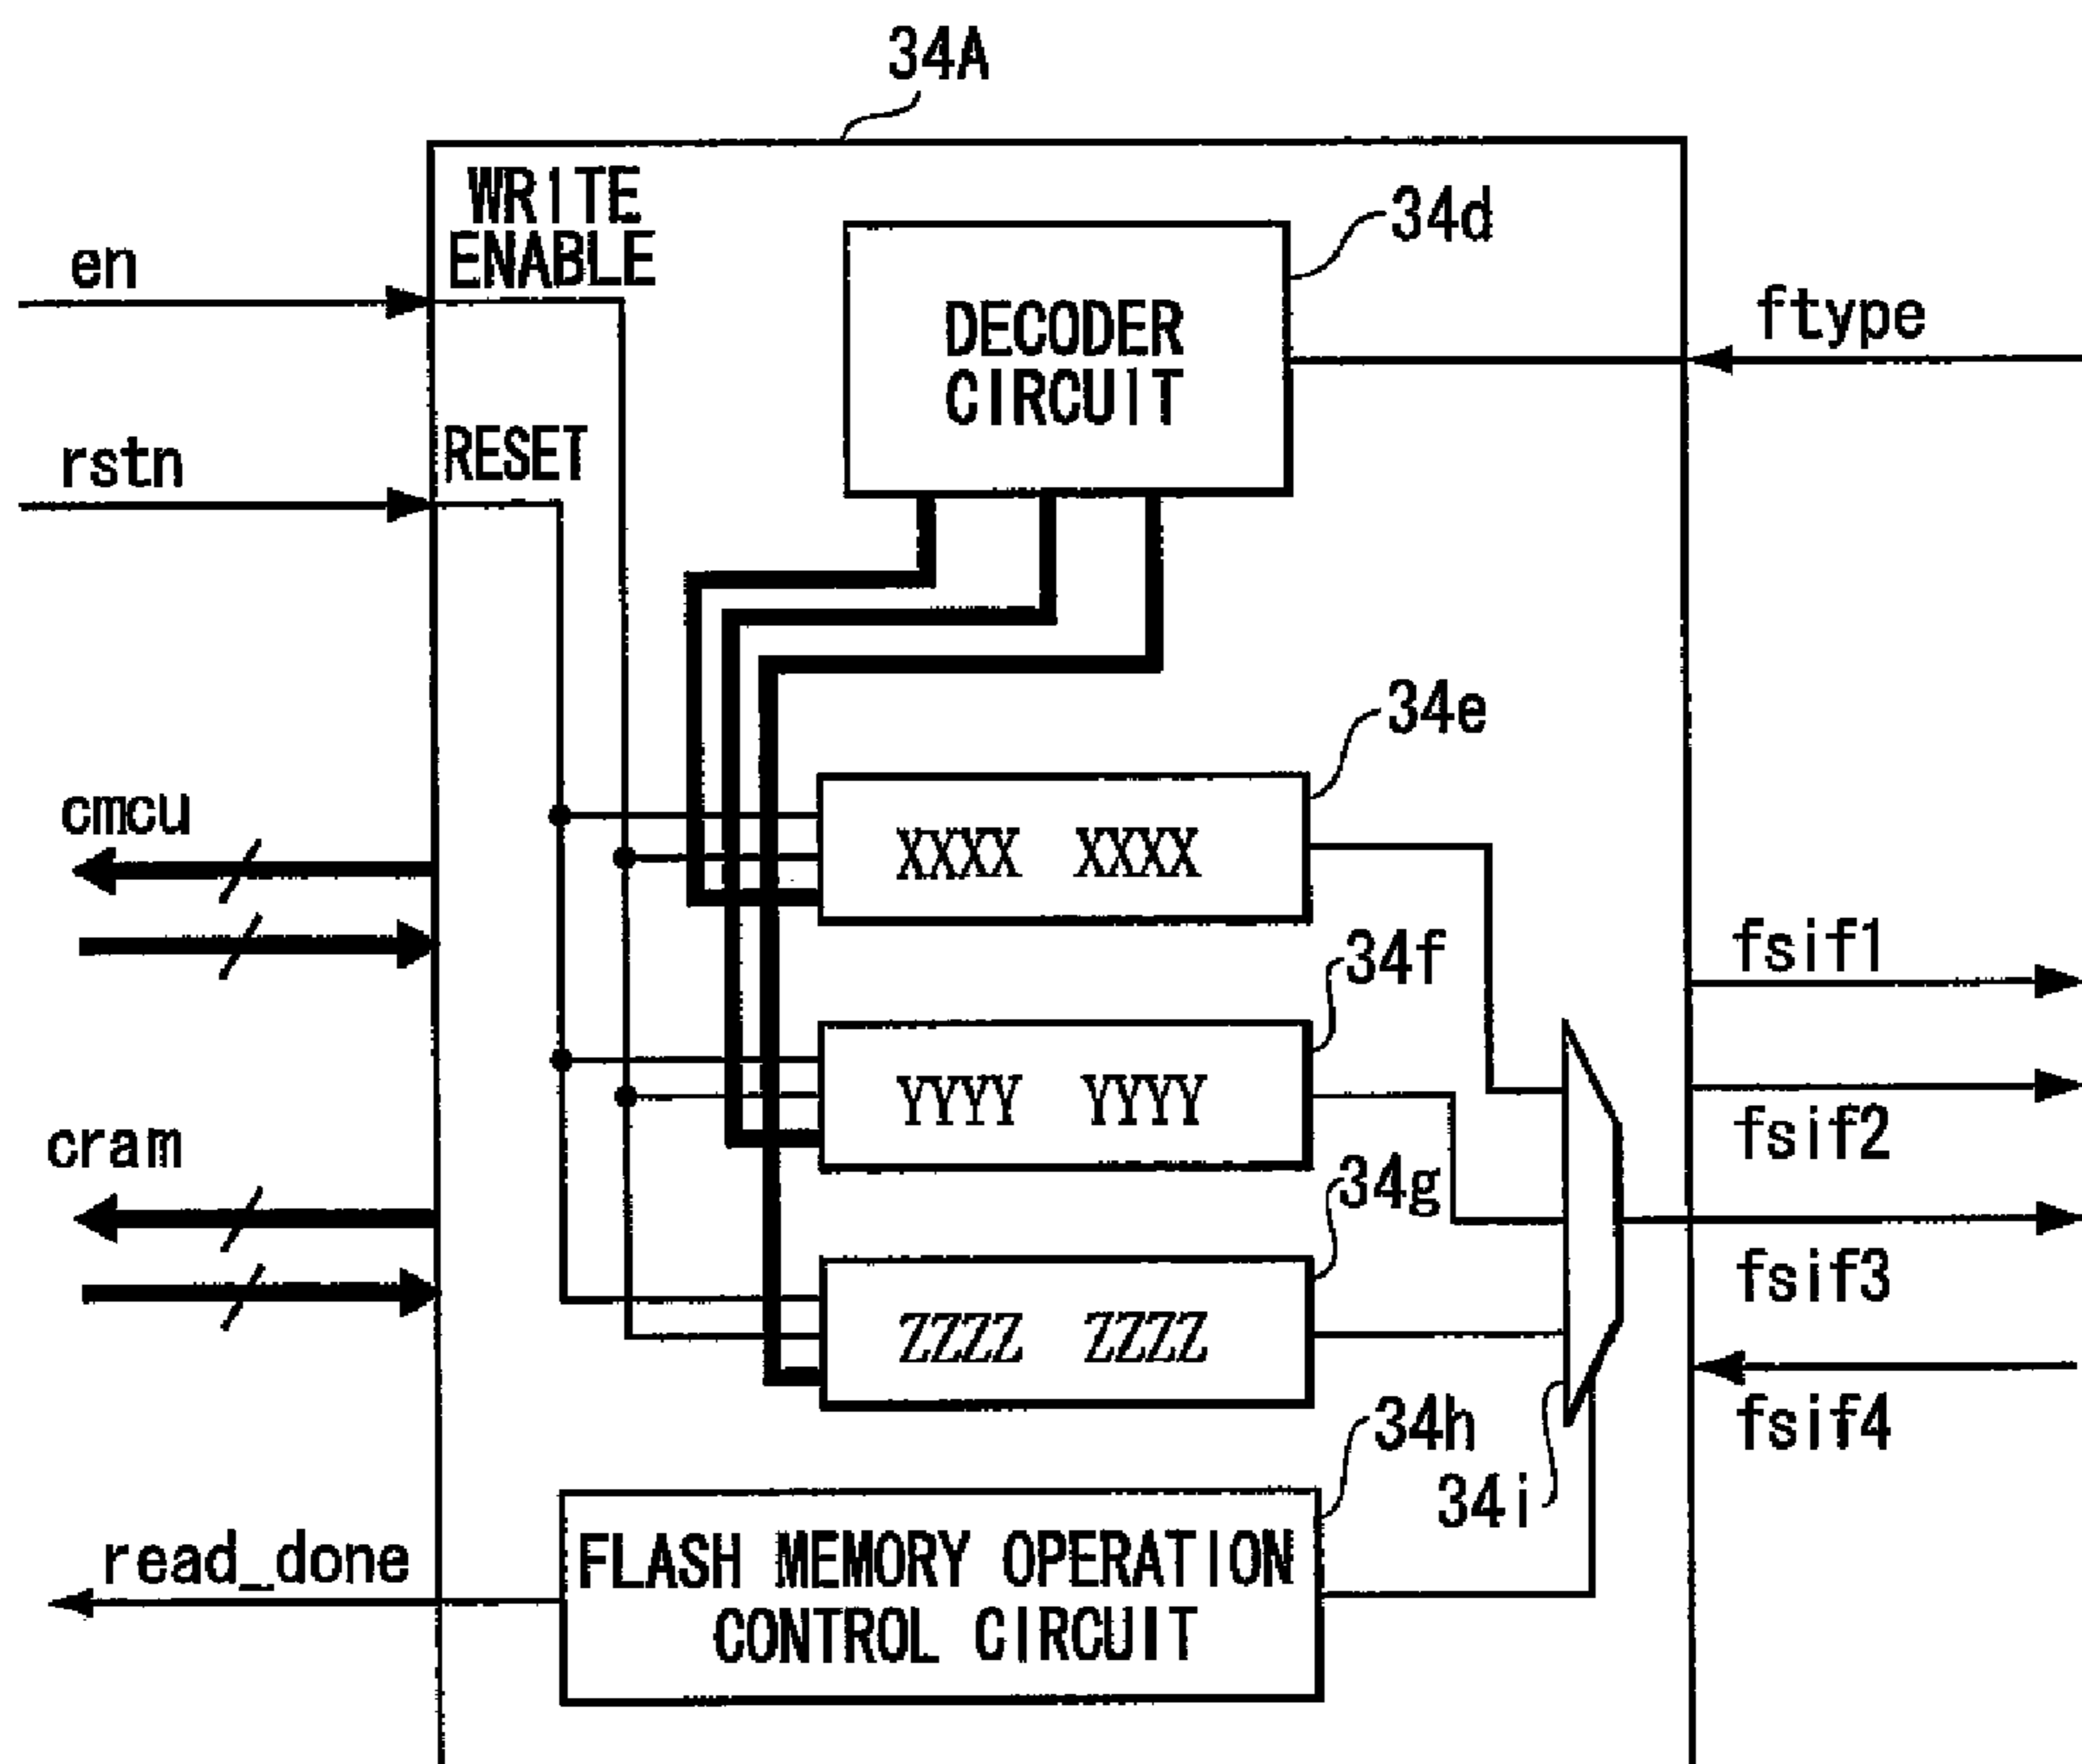 34A
WRITE
ENABLE
en
34d
DECODER
CIRCUIT
ftype
rstn
RESET
34e
XXXX XXXX
cmcu
34f
fsif1
YYYY YYYY
fsif2
cram
34g
fsif3
ZZZZ ZZZZ
34h
fsif4
34i
read_done
FLASH MEMORY OPERATION
CONTROL CIRCUIT